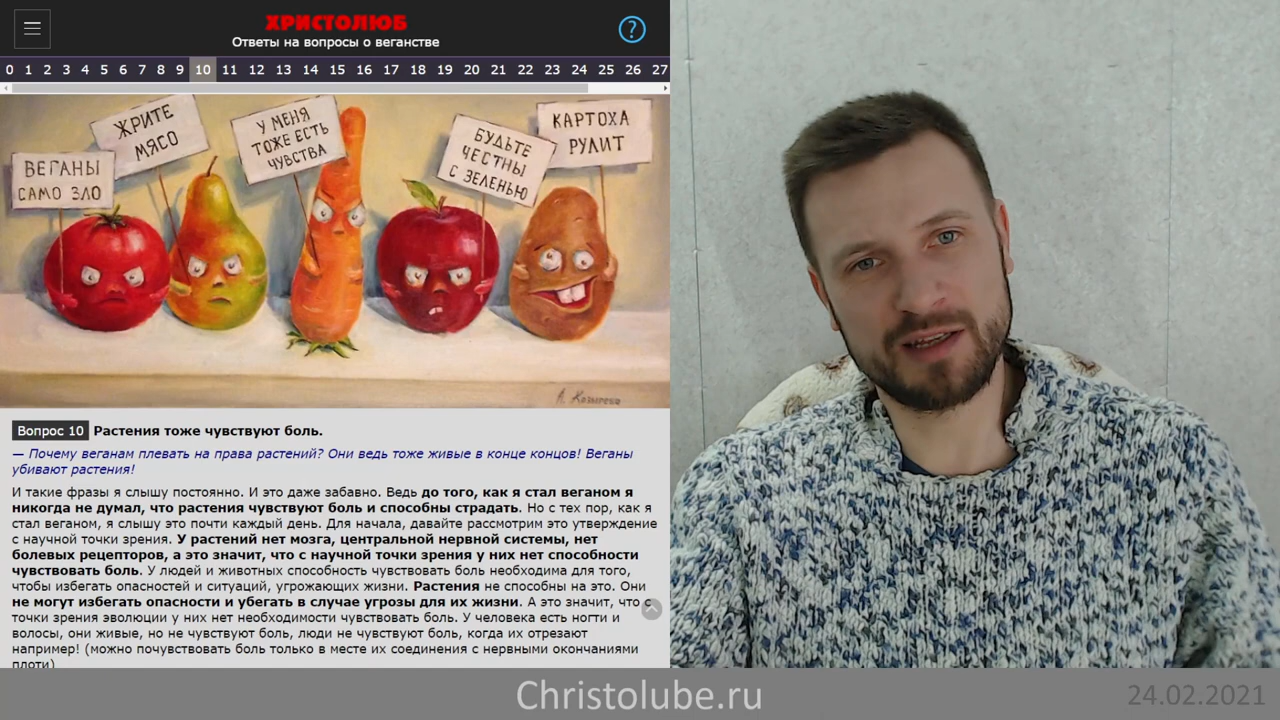 ХРИСТОЛЮБ
Ответы на вопросы о веганстве
?
0 1 2 3 4 5 6 7 8 9 10 11 12 13 14 15 16 17 18 19 20 21 22 23 24 25 26 27
ВЕГАНЫ
САМО ЗЛО
ЖРИТЕ
МЯСО
У МЕНЯ
ТОЖЕ ЕСТЬ
ЧУВСТВА
БУДЬТЕ
ЧЕСТНЫ
С ЗЕЛЕНЬЮ
КАРТОХА
РУЛИТ
Вопрос 10 Растения тоже чувствуют боль.
— Почему веганам плевать на права растений? Они ведь тоже живые в конце концов! Веганы
убивают растения!
И такие фразы я слышу постоянно. И это даже забавно. Ведь до того, как я стал веганом я
никогда не думал, что растения чувствуют боль и способны страдать. Но с тех пор, как я
стал веганом, я слышу это почти каждый день. Для начала, давайте рассмотрим это утверждение
с научной точки зрения. У растений нет мозга, центральной нервной системы, нет
болевых рецепторов, а это значит, что с научной точки зрения у них нет способности
чувствовать боль. У людей и животных способность чувствовать боль необходима для того,
чтобы избегать опасностей и ситуаций, угрожающих жизни. Растения не способны на это. Они
не могут избегать опасности и убегать в случае угрозы для их жизни. А это значит, что с
точки зрения эволюции у них нет необходимости чувствовать боль. У человека есть ногти и
волосы, они живые, но не чувствуют боль, люди не чувствуют боль, когда их отрезают
например! (можно почувствовать боль только в месте их соединения с нервными окончаниями
плоти)
Christolube.ru
24.02.2021